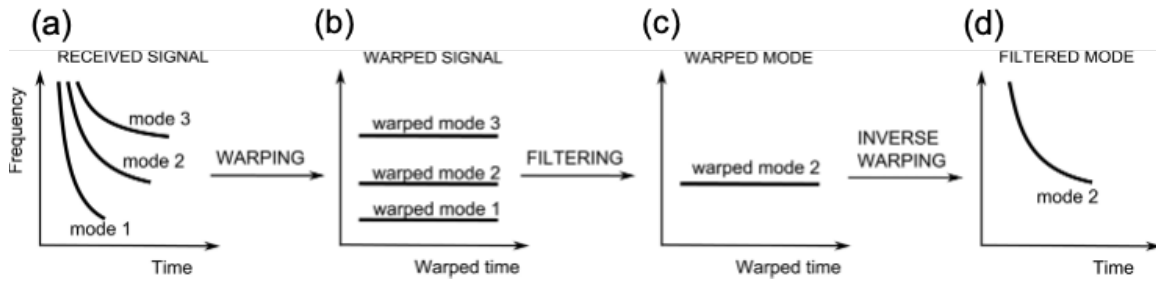 (a)
RECEIVED SIGNAL
Frequency
mode 3
mode 2
mode 1
Time
WARPING
(b)
WARPED SIGNAL
warped mode 3
warped mode 2
warped mode 1
Warped time
FILTERING
(c)
WARPED MODE
warped mode 2
Warped time
INVERSE
WARPING
(d)
FILTERED MODE
mode 2
Time